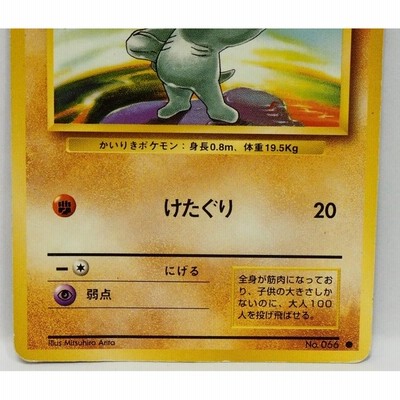 かいりきポケモン：身長0.8m、体重19.5Kg
けたぐり 20
にげる
弱点
全身が筋肉になってお
り、子供の大きさしか
ないのに、大人100
人を投げ飛ばせる。
Illus Mitsuhiro Arita
No. 066